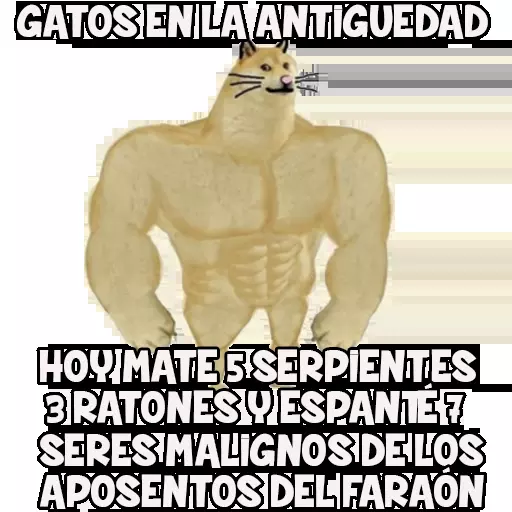 GATOS EN LA ANTIGUEDAD
HOY MATE 5 SERPIENTES
3 RATONES Y ESPANTÉ 7
SERES MALIGNOS DE LOS
APOSENTOS DEL FARAÓN